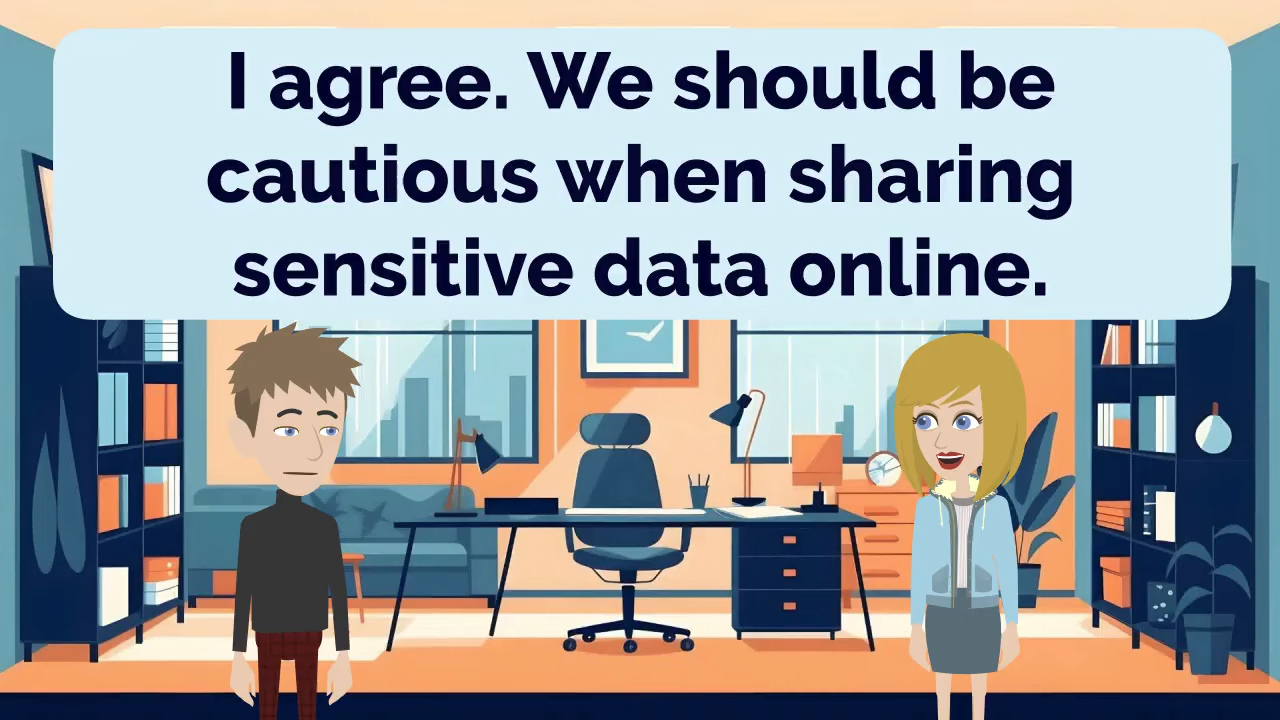 I agree. We should be
cautious when sharing
sensitive data online.